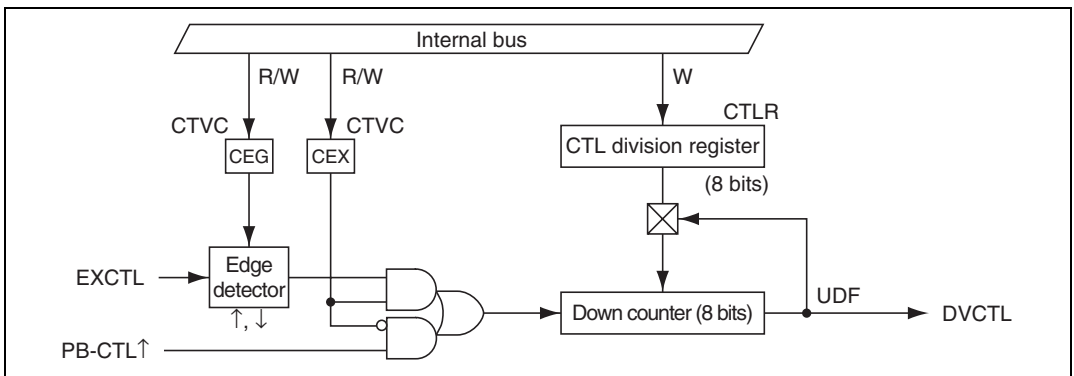 Internal bus
R/W
R/W
W
CTVC
CTVC
CTLR
CEG
CEX
CTL division register
(8 bits)
EXCTL
Edge
detector
↑, ↓
Down counter (8 bits)
UDF
DVCTL
PB-CTL↑